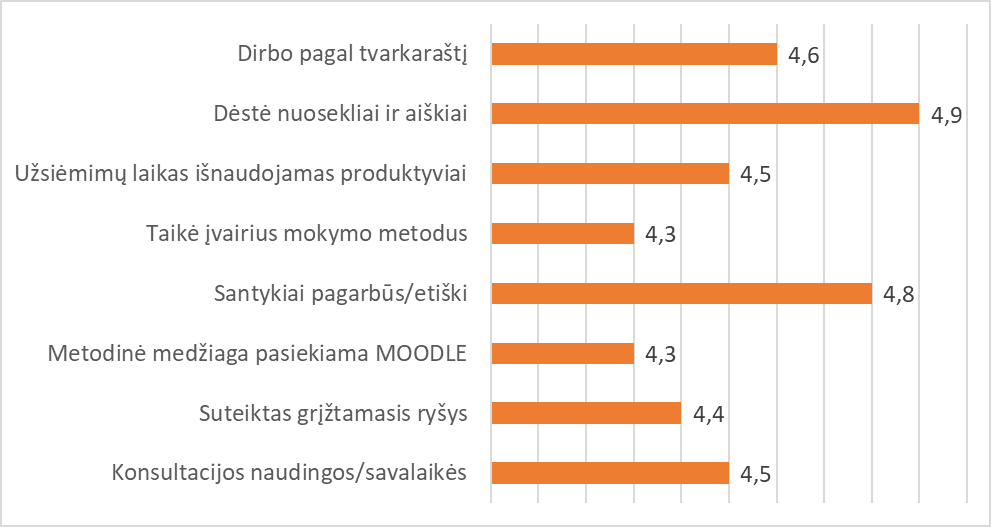 Dirbo pagal tvarkaraštį 4,6
Dėstė nuosekliai ir aiškiai 4,9
Užsiėmimų laikas išnaudojamas produktyviai 4,5
Taikė įvairius mokymo metodus 4,3
Santykiai pagarbūs/etiški 4,8
Metodinė medžiaga pasiekiama MOODLE 4,3
Suteiktas grįžtamasis ryšys 4,4
Konsultacijos naudingos/savalaikės 4,5